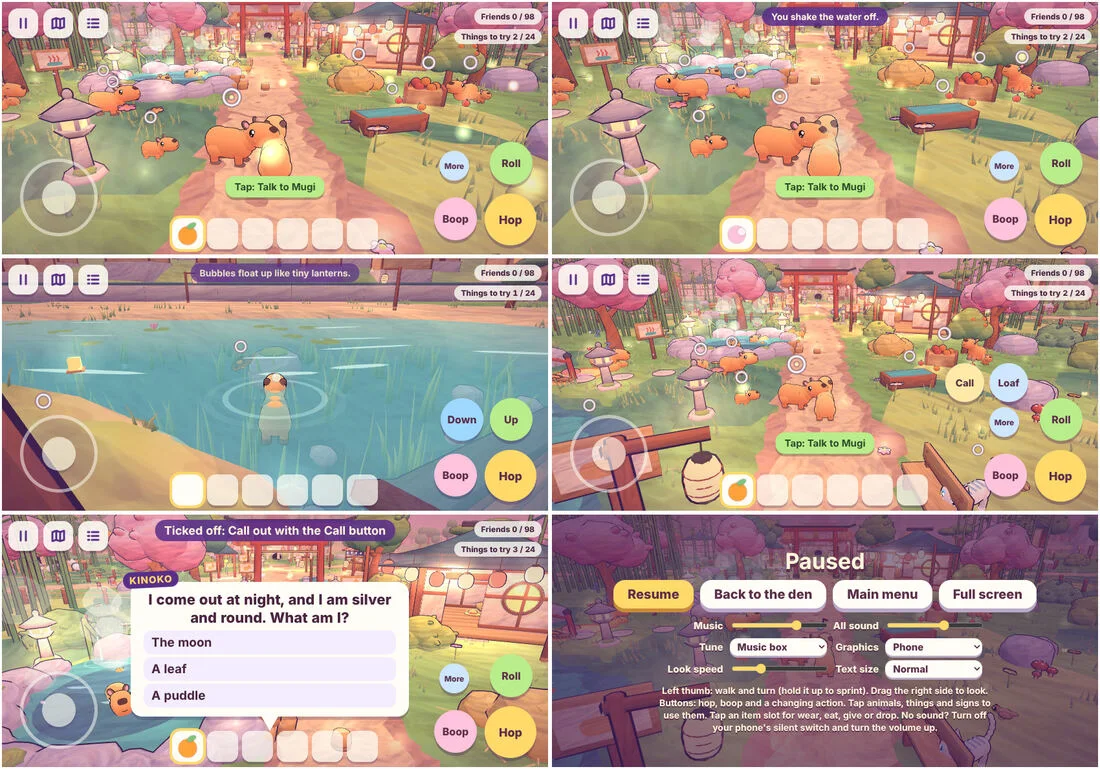 Friends 0 / 98
Things to try 2 / 24
More
Roll
Tap: Talk to Mugi
Boop
Hop
You shake the water off.
Friends 0 / 98
Things to try 2 / 24
More
Roll
Tap: Talk to Mugi
Boop
Hop
Bubbles float up like tiny lanterns.
Friends 0 / 98
Things to try 1 / 24
Down
Up
Boop
Hop
Friends 0 / 98
Things to try 2 / 24
Call
Loaf
More
Roll
Tap: Talk to Mugi
Boop
Hop
Ticked off: Call out with the Call button
Friends 0 / 98
Things to try 3 / 24
KINOKO
I come out at night, and I am silver
and round. What am I?
The moon
A leaf
A puddle
More
Roll
Boop
Hop
Paused
Resume
Back to the den
Main menu
Full screen
Music
All sound
Tune
Music box
Graphics
Phone
Look speed
Text size
Normal
Left thumb: walk and turn (hold it up to sprint). Drag the right side to look.
Buttons: hop, boop and a changing action. Tap animals, things and signs to
use them. Tap an item slot for wear, eat, give or drop. No sound? Turn off
your phone's silent switch and turn the volume up.